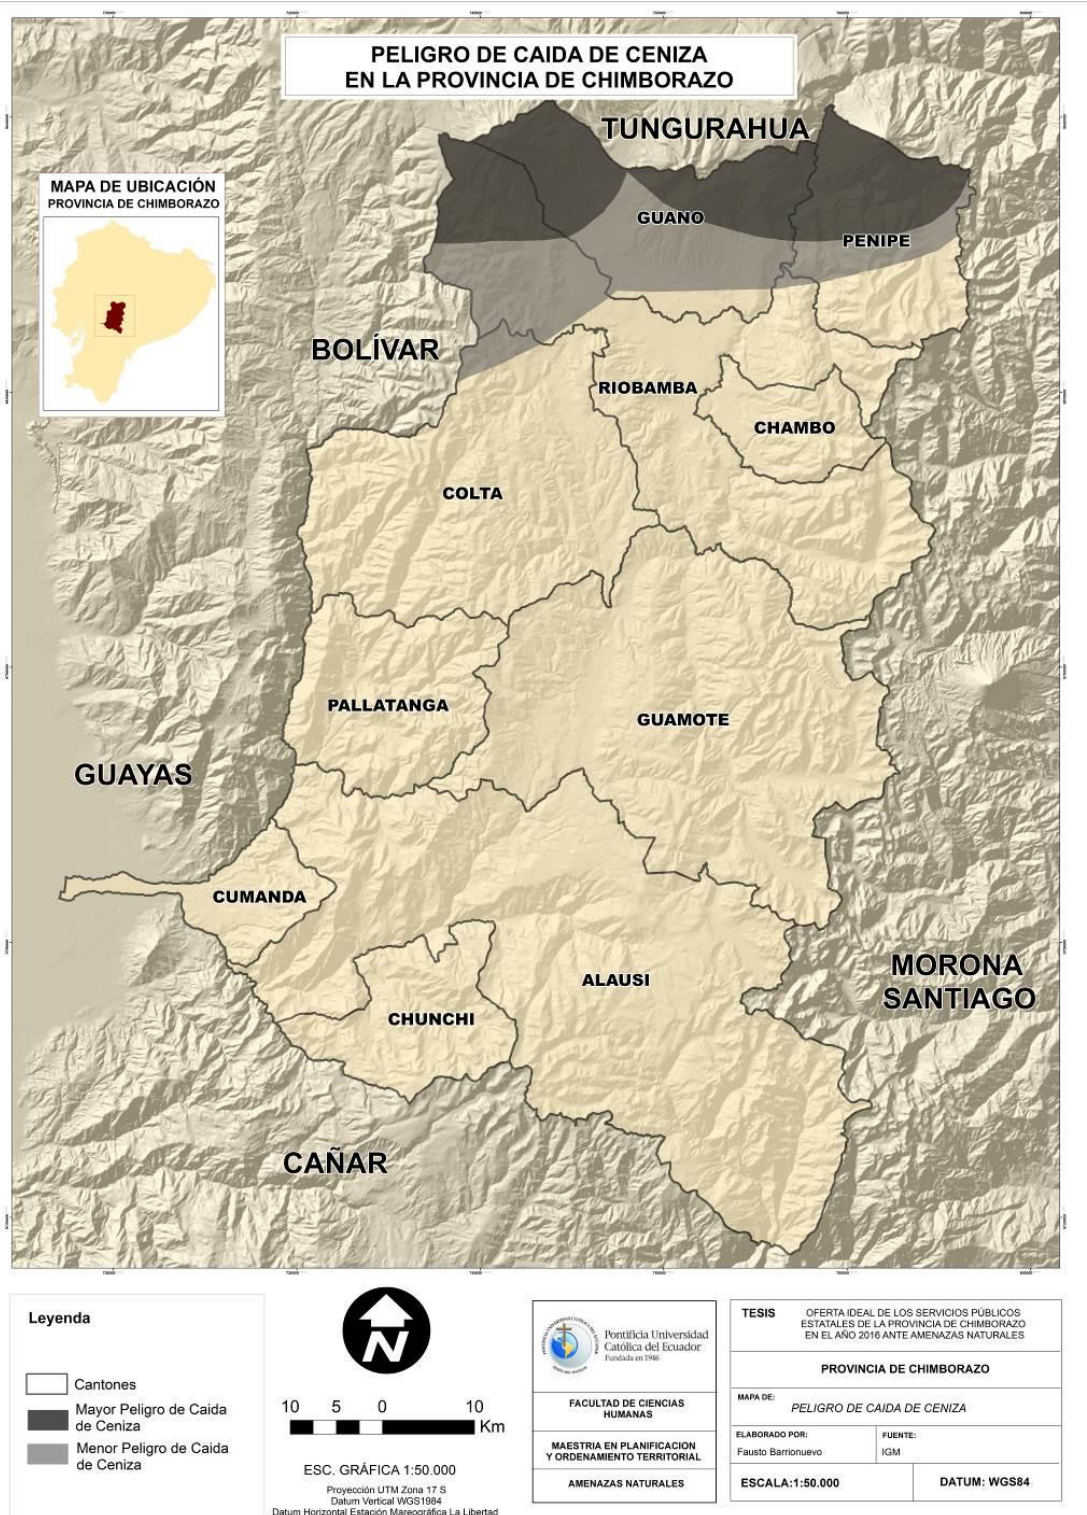 PELIGRO DE CAIDA DE CENIZA
EN LA PROVINCIA DE CHIMBORAZO
TUNGURAHUA
MAPA DE UBICACIÓN
PROVINCIA DE CHIMBORAZO
GUANO
PENIPE
BOLÍVAR
RIOBAMBA
CHAMBO
COLTA
PALLATANGA
GUAMOTE
GUAYAS
CUMANDA
MORONA
SANTIAGO
ALAUSI
CHUNCHI
CAÑAR
Leyenda
Cantones
Mayor Peligro de Caida
de Ceniza
Menor Peligro de Caida
de Ceniza
N
10 5 0 10
Km
ESC. GRÁFICA 1:50.000
Proyección UTM Zona 17 S
Datum Vertical WGS1984
Datum Horizontal Estación Mareográfica La Libertad
Pontificia Universidad
Católica del Ecuador
Fundada en 1946
FACULTAD DE CIENCIAS
HUMANAS
MAESTRIA EN PLANIFICACION
Y ORDENAMIENTO TERRITORIAL
AMENAZAS NATURALES
TESIS OFERTA IDEAL DE LOS SERVICIOS PÚBLICOS
ESTATALES DE LA PROVINCIA DE CHIMBORAZO
EN EL AÑO 2016 ANTE AMENAZAS NATURALES
PROVINCIA DE CHIMBORAZO
MAPA DE:
PELIGRO DE CAIDA DE CENIZA
ELABORADO POR:
Fausto Barrionuevo
FUENTE:
IGM
ESCALA:1:50.000
DATUM: WGS84